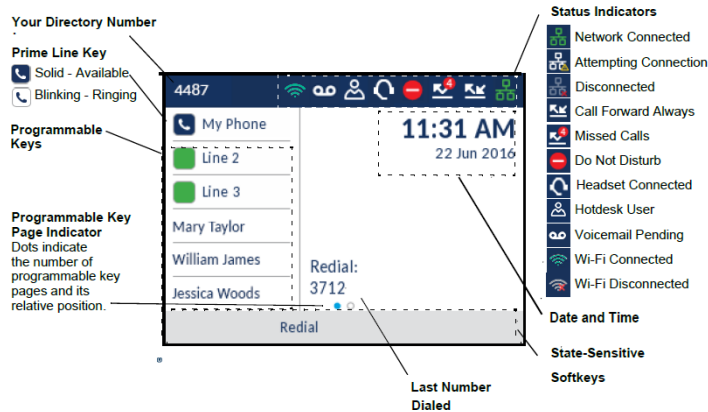 Your Directory Number
Prime Line Key
Solid - Available
Blinking - Ringing
Programmable
Keys
Programmable Key
Page Indicator
Dots indicate
the number of
programmable key
pages and its
relative position.
4487
4
My Phone
Line 2
Line 3
Mary Taylor
William James
Jessica Woods
11:31 AM
22 Jun 2016
Redial:
3712
Redial
Status Indicators
Network Connected
Attempting Connection
Disconnected
Call Forward Always
4
Missed Calls
Do Not Disturb
Headset Connected
Hotdesk User
Voicemail Pending
Wi-Fi Connected
Wi-Fi Disconnected
Date and Time
State-Sensitive
Softkeys
Last Number
Dialed